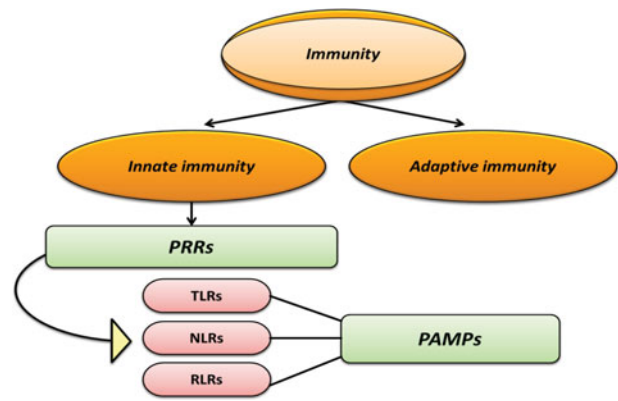 Immunity
Innate immunity
Adaptive immunity
PRRs
TLRs
NLRs
RLRs
PAMPs